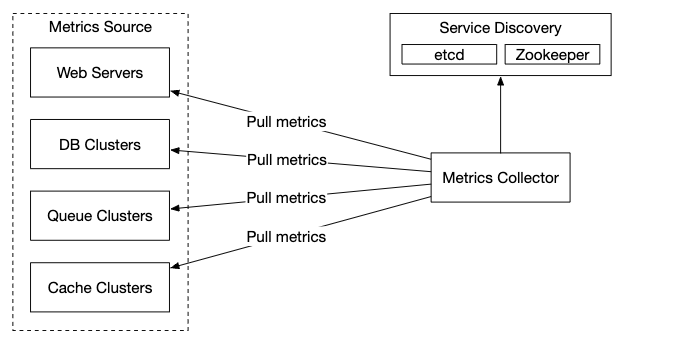 Metrics Source
Web Servers
DB Clusters
Queue Clusters
Cache Clusters
Pull metrics
Pull metrics
Pull metrics
Pull metrics
Service Discovery
etcd
Zookeeper
Metrics Collector